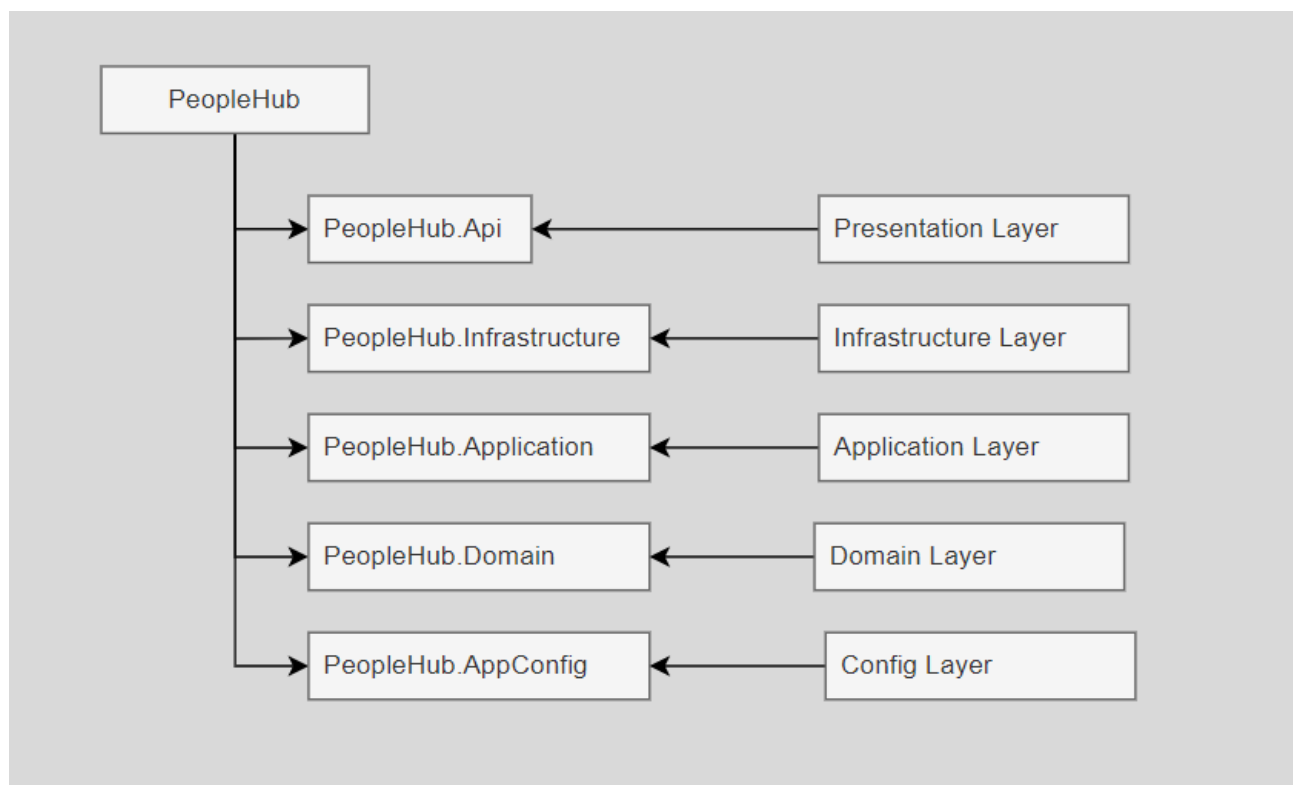 PeopleHub
PeopleHub.Api
Presentation Layer
PeopleHub.Infrastructure
Infrastructure Layer
PeopleHub.Application
Application Layer
PeopleHub.Domain
Domain Layer
PeopleHub.AppConfig
Config Layer